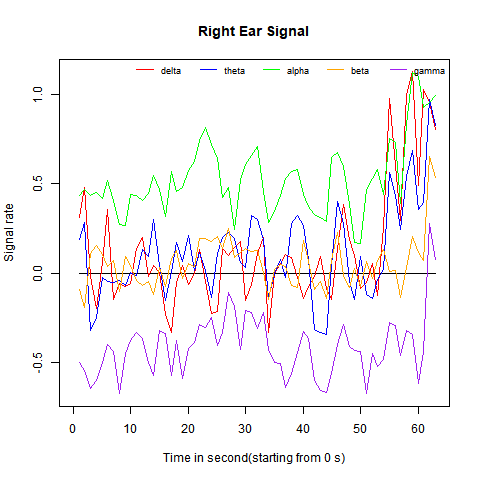 Right Ear Signal
delta theta alpha beta gamma
Signal rate
1.0
0.5
0.0
-0.5
0 10 20 30 40 50 60
Time in second(starting from 0 s)